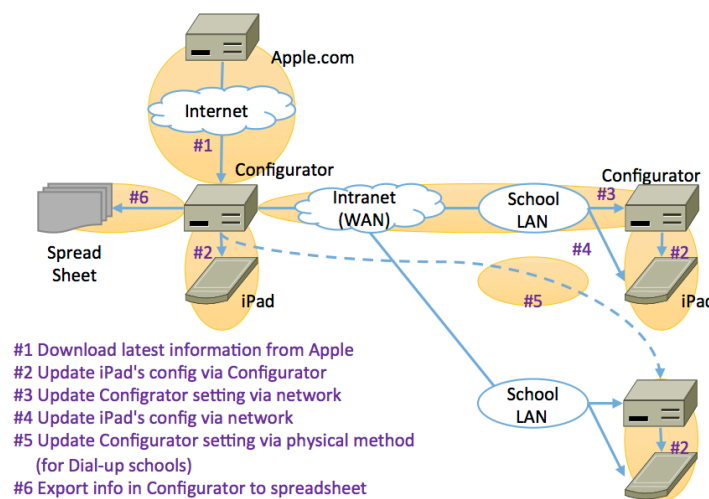 Apple.com
Internet
#1
Configurator
#6
#2
Spread
Sheet
iPad
Intranet
(WAN)
School
LAN
#3
Configurator
#4
#2
iPad
#5
School
LAN
#2
#1 Download latest information from Apple
#2 Update iPad's config via Configurator
#3 Update Configrator setting via network
#4 Update iPad's config via network
#5 Update Configurator setting via physical method
(for Dial-up schools)
#6 Export info in Configurator to spreadsheet